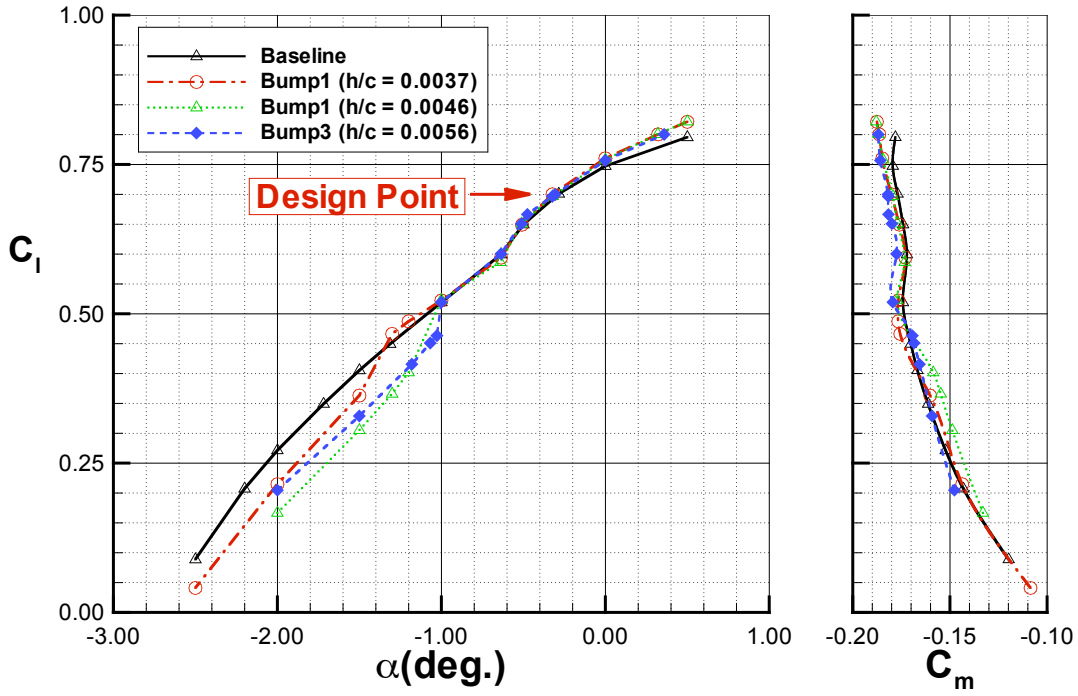 1.00
Baseline
Bump1 (h/c = 0.0037)
Bump1 (h/c = 0.0046)
Bump3 (h/c = 0.0056)
0.75
Design Point
Cl
0.50
0.25
0.00
-3.00 -2.00 -1.00 0.00 1.00
α(deg.)
-0.20 -0.15 -0.10
Cm